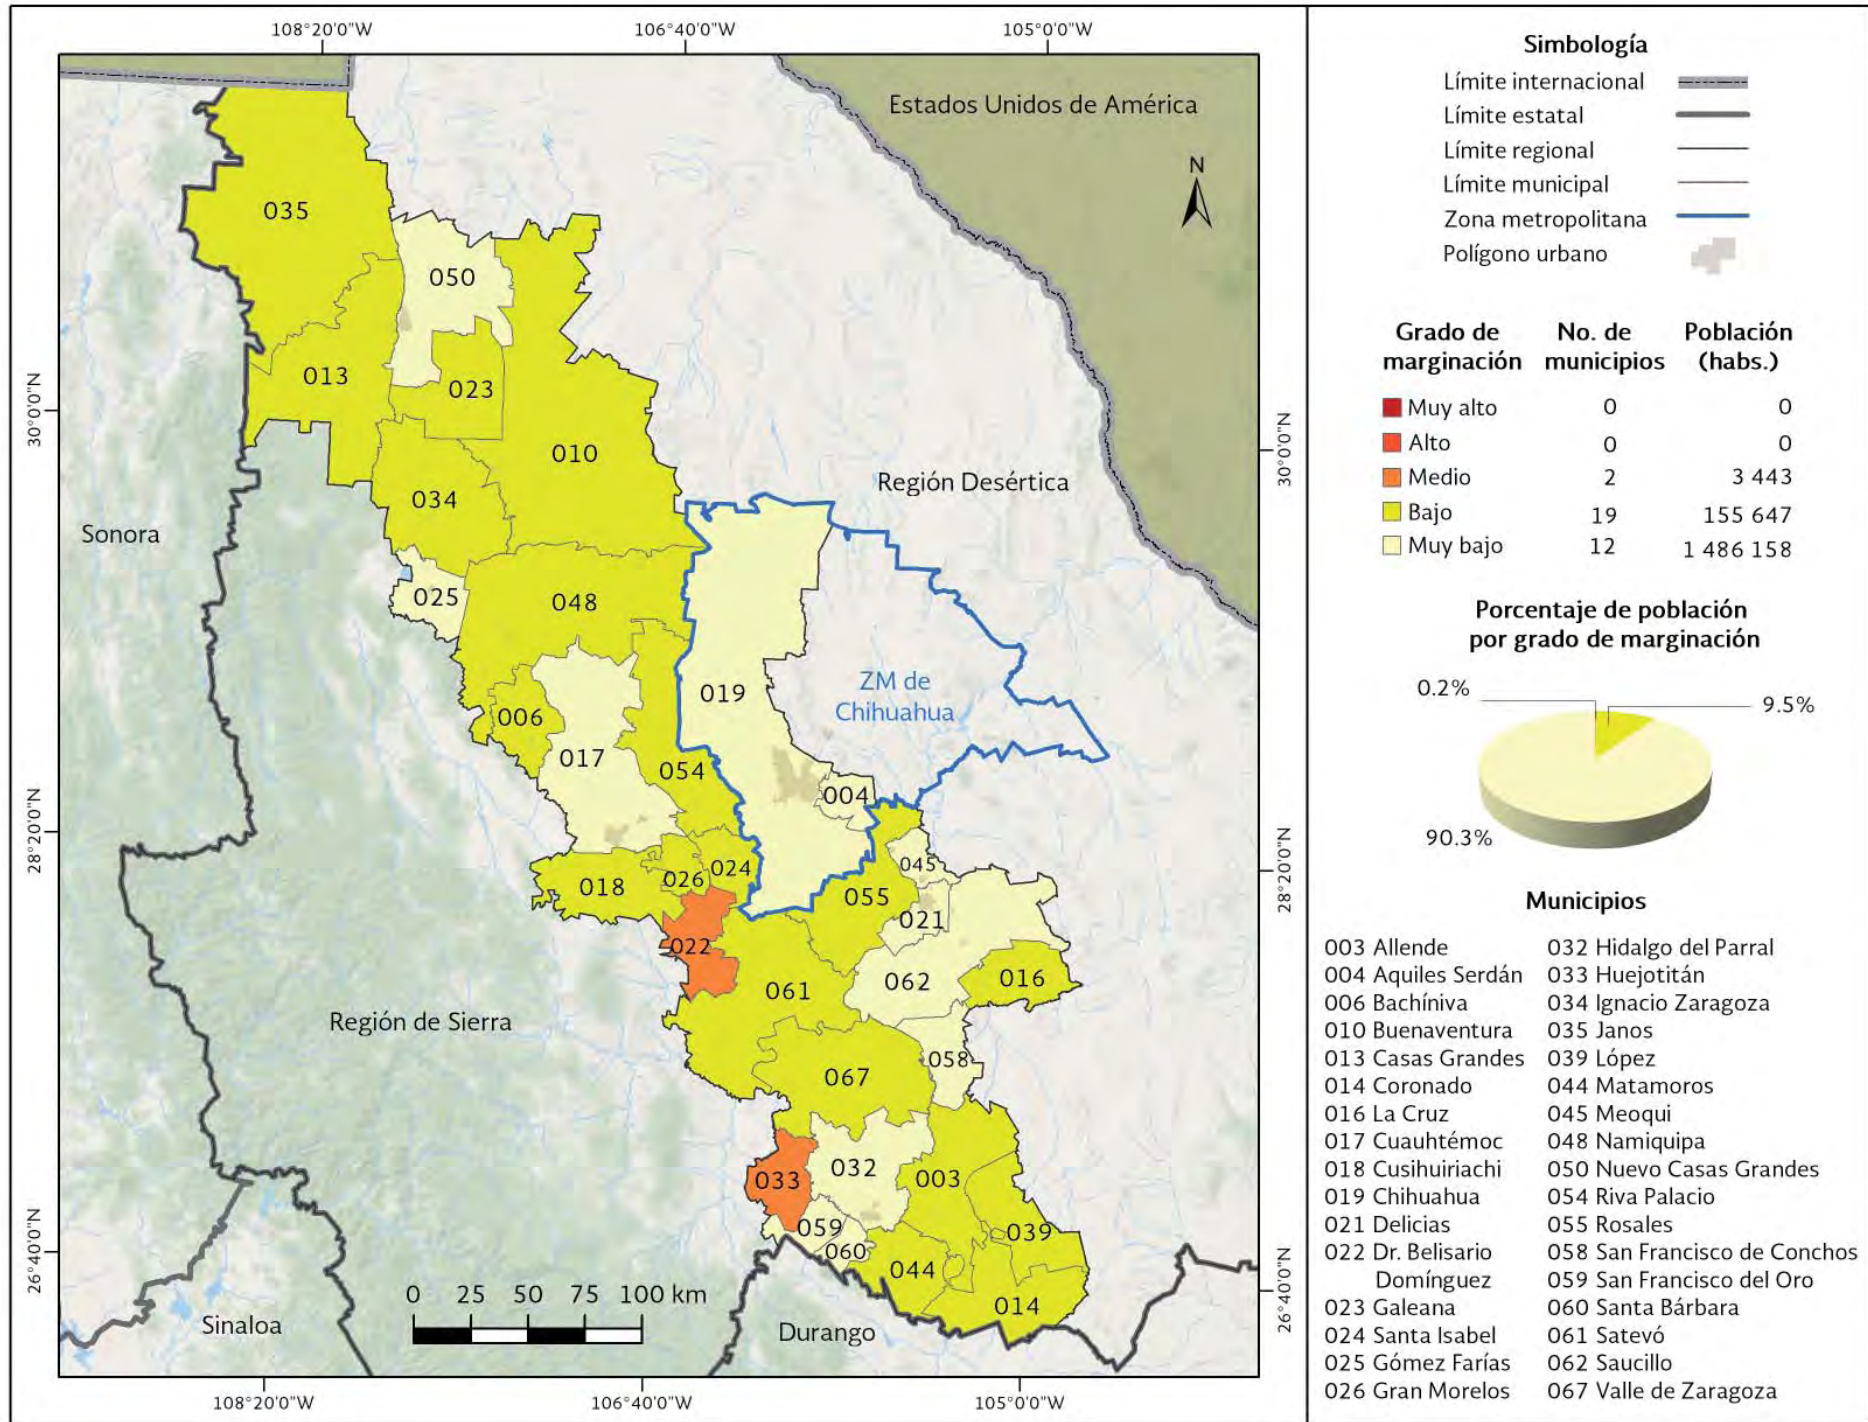 108°20'0"W
106°40'0"W
105°0'0"W
Estados Unidos de América
N
035
050
013
023
010
30°0'0"N
30°0'0"N
034
Región Desértica
Sonora
025
048
019
ZM de
Chihuahua
006
017
054
004
28°20'0"N
28°20'0"N
045
024
026
018
055
021
022
016
062
061
Región de Sierra
058
067
032
033
003
059
039
060
044
014
26°40'0"N
26°40'0"N
0 25 50 75 100 km
Sinaloa
Durango
108°20'0"W
106°40'0"W
105°0'0"W
Simbología
Límite internacional
Límite estatal
Límite regional
Límite municipal
Zona metropolitana
Polígono urbano
Grado de No. de Población
marginación municipios (habs.)
Muy alto 0 0
Alto 0 0
Medio 2 3 443
Bajo 19 155 647
Muy bajo 12 1 486 158
Porcentaje de población
por grado de marginación
0.2%
9.5%
90.3%
Municipios
003 Allende
004 Aquiles Serdán
006 Bachíniva
010 Buenaventura
013 Casas Grandes
014 Coronado
016 La Cruz
017 Cuauhtémoc
018 Cusihuiriachi
019 Chihuahua
021 Delicias
022 Dr. Belisario
Domínguez
023 Galeana
024 Santa Isabel
025 Gómez Farías
026 Gran Morelos
032 Hidalgo del Parral
033 Huejotitán
034 Ignacio Zaragoza
035 Janos
039 López
044 Matamoros
045 Meoqui
048 Namiquipa
050 Nuevo Casas Grandes
054 Riva Palacio
055 Rosales
058 San Francisco de Conchos
059 San Francisco del Oro
060 Santa Bárbara
061 Satevó
062 Saucillo
067 Valle de Zaragoza